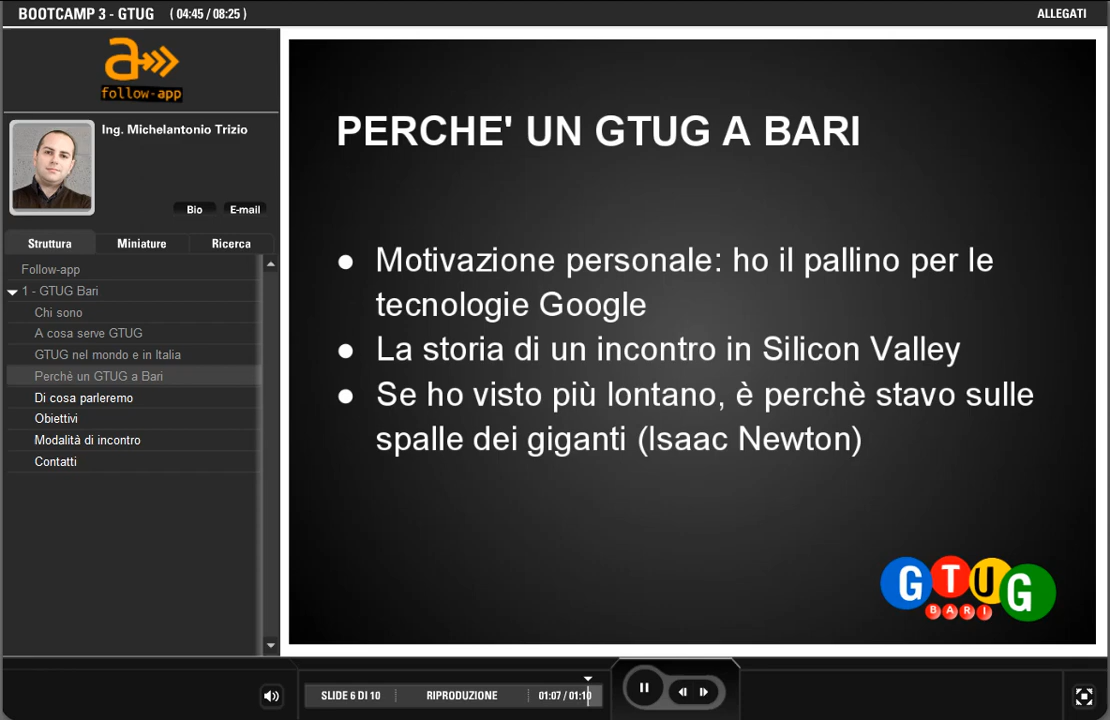 BOOTCAMP 3 - GTUG ( 04:45 / 08:25 )
ALLEGATI
a
follow-app
Ing. Michelantonio Trizio
Bio
E-mail
Struttura
Miniature
Ricerca
Follow-app
1 - GTUG Bari
Chi sono
A cosa serve GTUG
GTUG nel mondo e in Italia
Perchè un GTUG a Bari
Di cosa parleremo
Obiettivi
Modalità di incontro
Contatti
PERCHE' UN GTUG A BARI
● Motivazione personale: ho il pallino per le
tecnologie Google
● La storia di un incontro in Silicon Valley
● Se ho visto più lontano, è perchè stavo sulle
spalle dei giganti (Isaac Newton)
GTUG
BARI
SLIDE 6 DI 10
RIPRODUZIONE
01:07 / 01:10